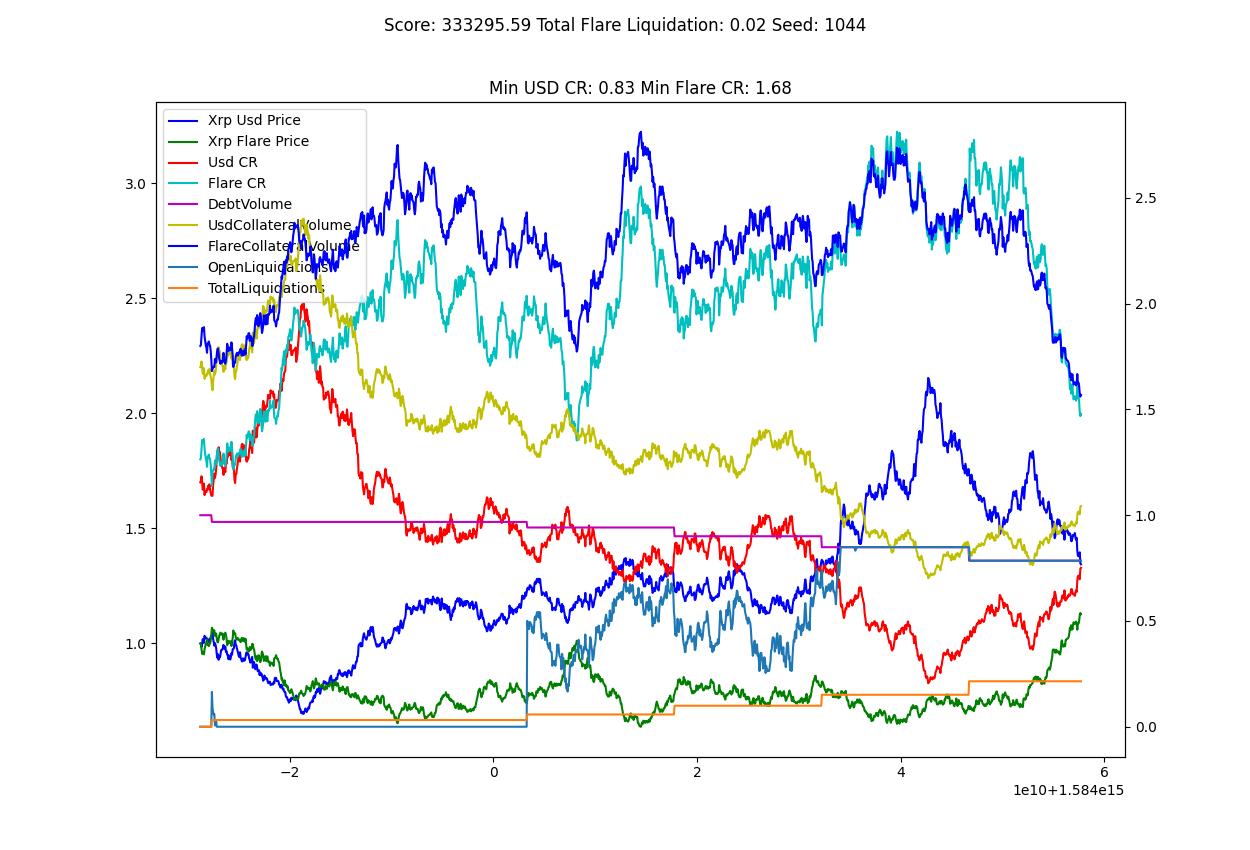 Score: 333295.59 Total Flare Liquidation: 0.02 Seed: 1044
Min USD CR: 0.83 Min Flare CR: 1.68
Xrp Usd Price
Xrp Flare Price
Usd CR
Flare CR
DebtVolume
UsdCollateralVolume
FlareCollateralVolume
OpenLiquidations
TotalLiquidations
3.0
2.5
2.0
1.5
1.0
2.5
2.0
1.5
1.0
0.5
0.0
−2
0
2
4
6
1e10+1.584e15